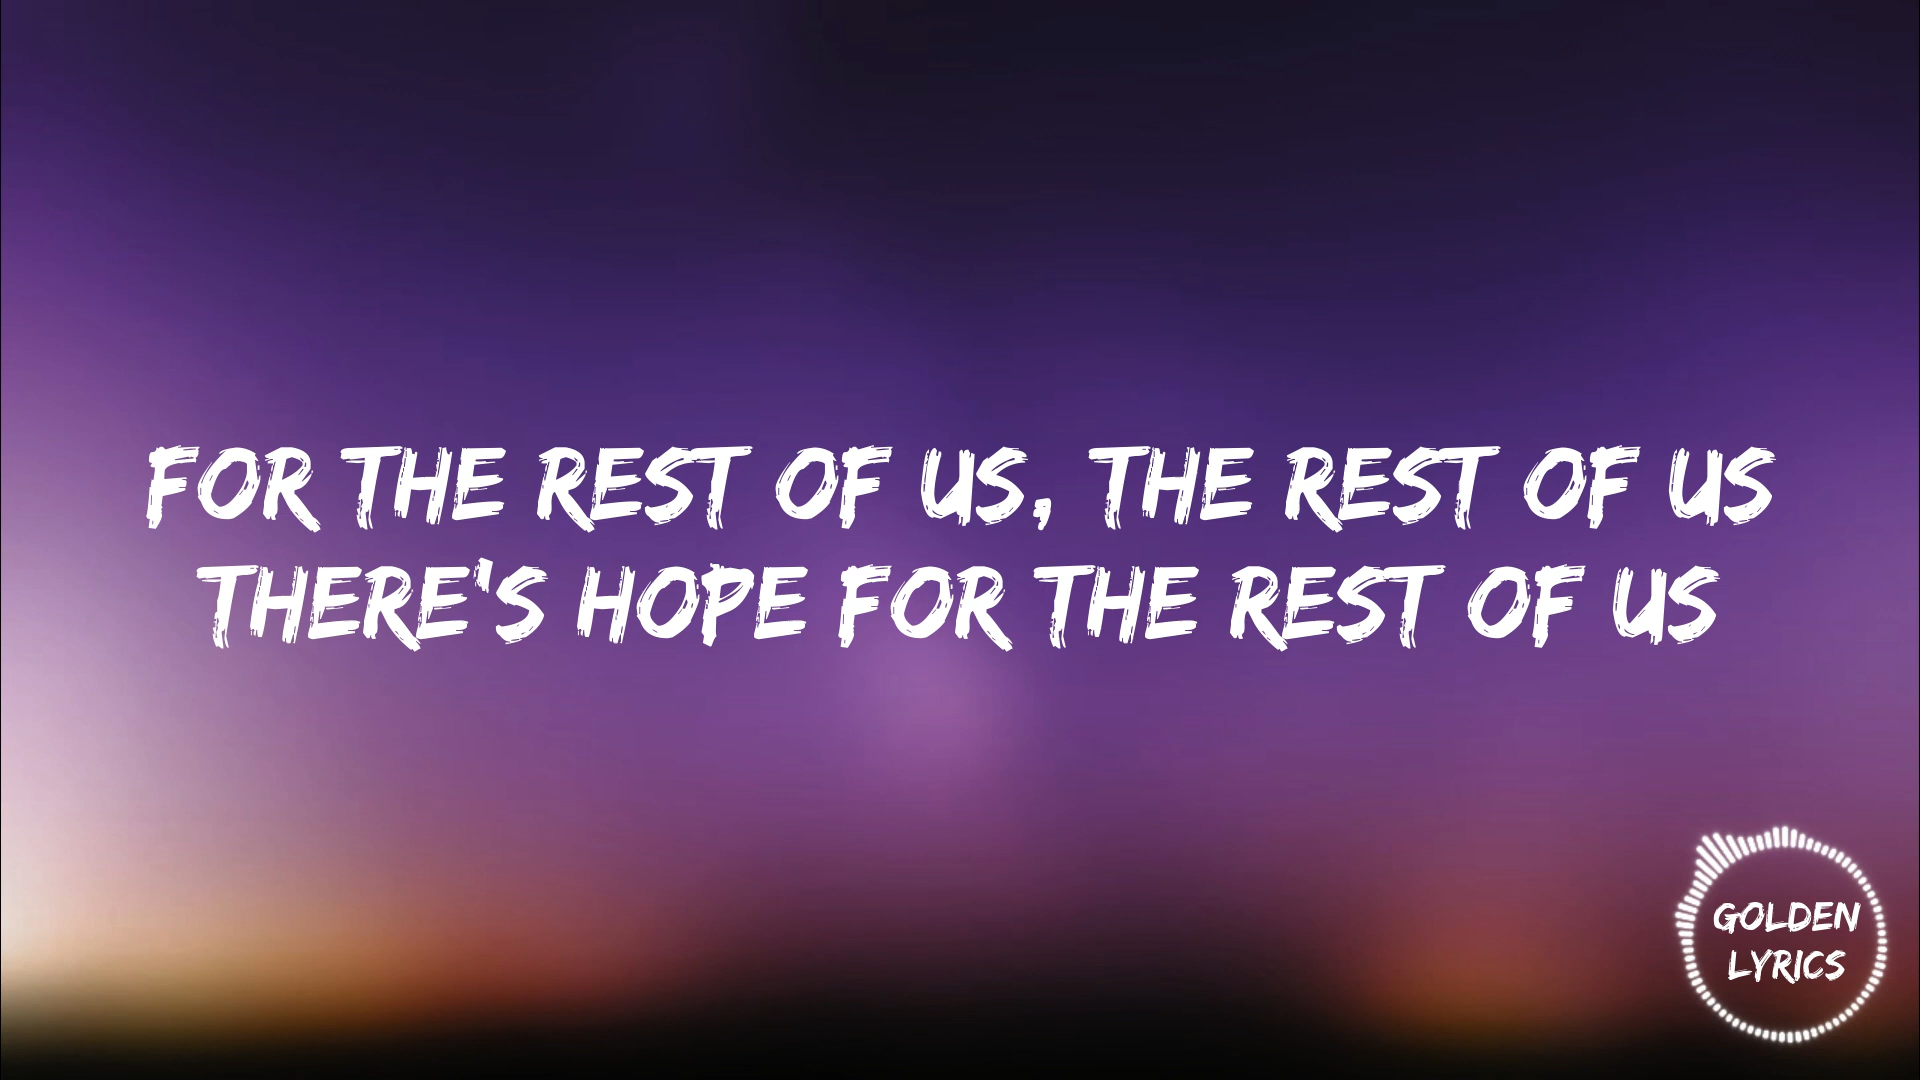 FOR THE REST OF US, THE REST OF US
THERE'S HOPE FOR THE REST OF US
GOLDEN
LYRICS